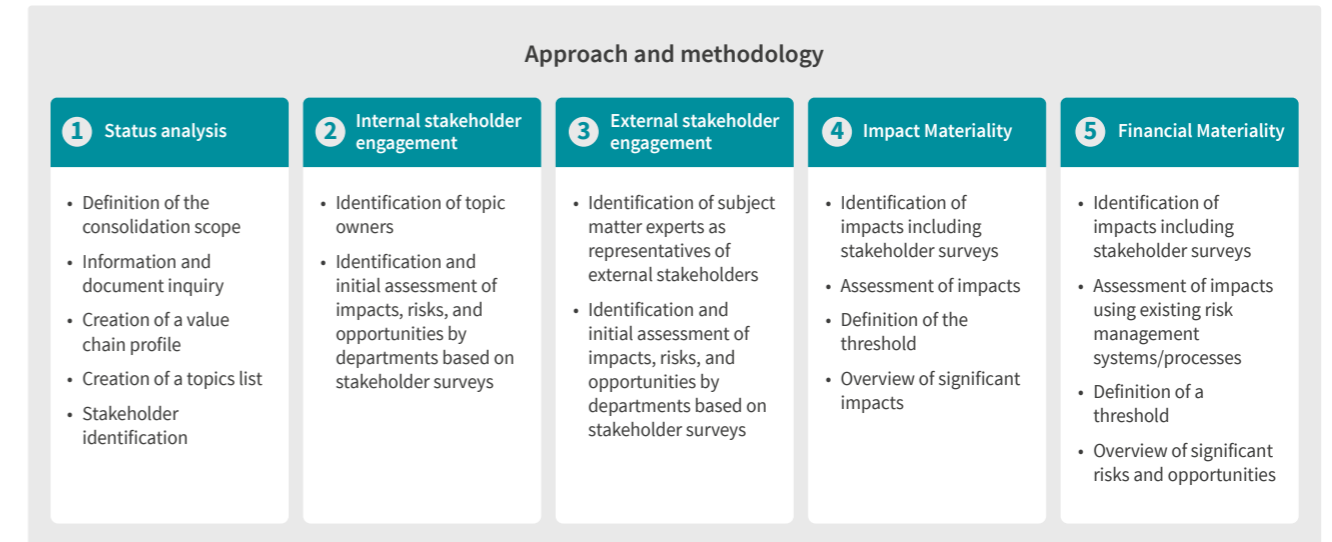 Approach and methodology
1 Status analysis
• Definition of the
consolidation scope
• Information and
document inquiry
• Creation of a value
chain profile
• Creation of a topics list
• Stakeholder
identification
2 Internal stakeholder
engagement
• Identification of topic
owners
• Identification and
initial assessment of
impacts, risks, and
opportunities by
departments based on
stakeholder surveys
3 External stakeholder
engagement
• Identification of subject
matter experts as
representatives of
external stakeholders
• Identification and
initial assessment of
impacts, risks, and
opportunities by
departments based on
stakeholder surveys
4 Impact Materiality
• Identification of
impacts including
stakeholder surveys
• Assessment of impacts
• Definition of the
threshold
• Overview of significant
impacts
5 Financial Materiality
• Identification of
impacts including
stakeholder surveys
• Assessment of impacts
using existing risk
management
systems/processes
• Definition of a
threshold
• Overview of significant
risks and opportunities